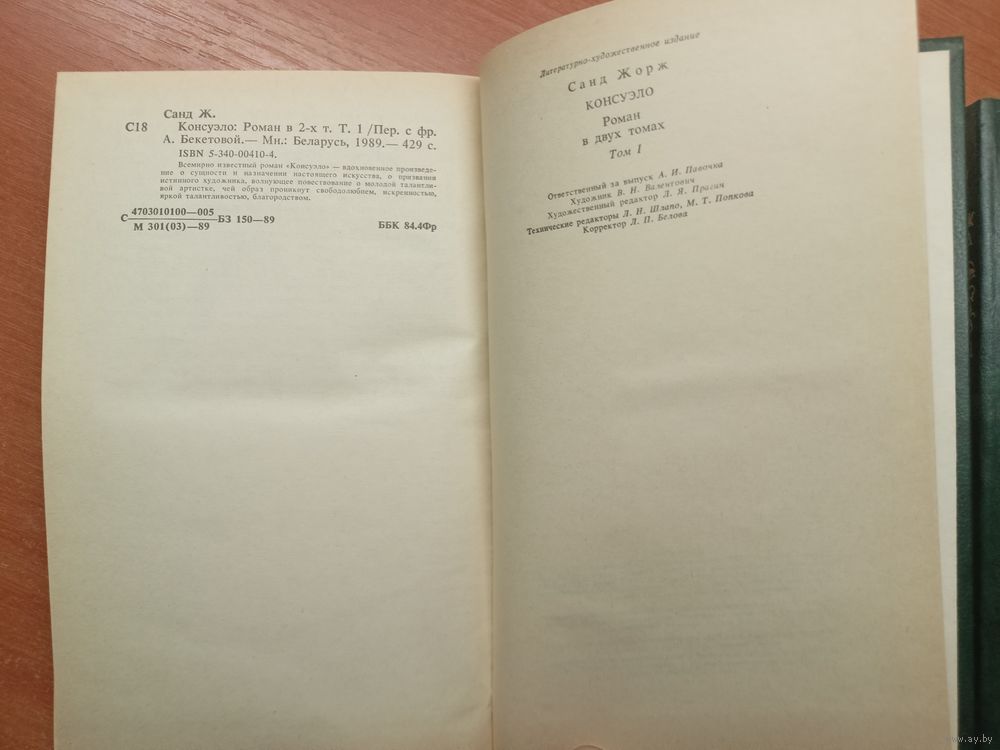 Санд Ж.
С18 Консуэло: Роман в 2-х т. Т. 1 /Пер. с фр.
А. Бекетовой.— Мн.: Беларусь, 1989.— 429 с.
ISBN 5-340-00410-4.
Всемирно известный роман «Консуэло» — вдохновенное произведе-
ние о сущности и назначении настоящего искусства, о призвании
истинного художника, волнующее повествование о молодой талантли-
вой артистке, чей образ проникнут свободолюбием, искренностью,
яркой талантливостью, благородством.
С 4703010100—005 БЗ 150—89
М 301(03)—89
ББК 84.4Фр
Литературно-художественное издание
Санд Жорж
КОНСУЭЛО
Роман
в двух томах
Том I
Ответственный за выпуск А. И. Павочка
Художник В. Н. Валентович
Художественный редактор Л. Я. Прагин
Технические редакторы Л. Н. Шлапо, М. Т. Попкова
Корректор Л. П. Белова
www.ay.by